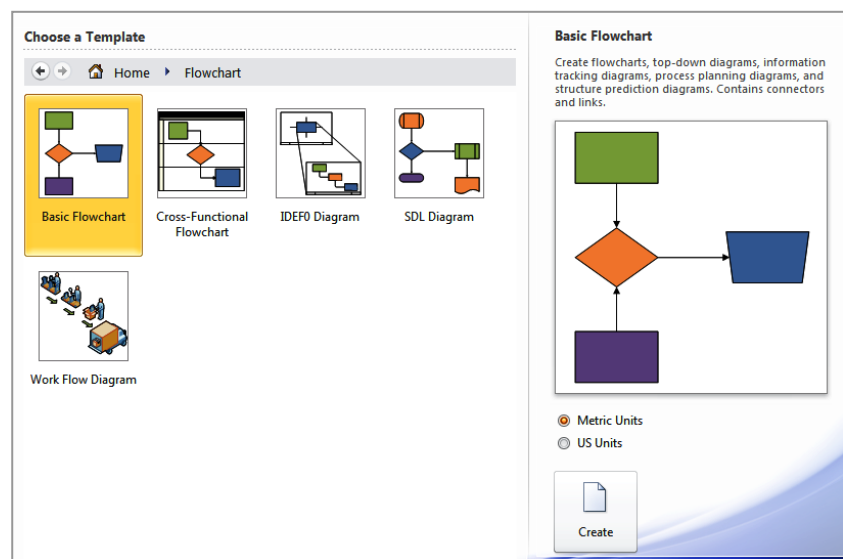 Choose a Template
Home
Flowchart
Basic Flowchart
Cross-Functional
Flowchart
IDEF0 Diagram
SDL Diagram
Work Flow Diagram
Basic Flowchart
Create flowcharts, top-down diagrams, information
tracking diagrams, process planning diagrams, and
structure prediction diagrams. Contains connectors
and links.
Metric Units
US Units
Create